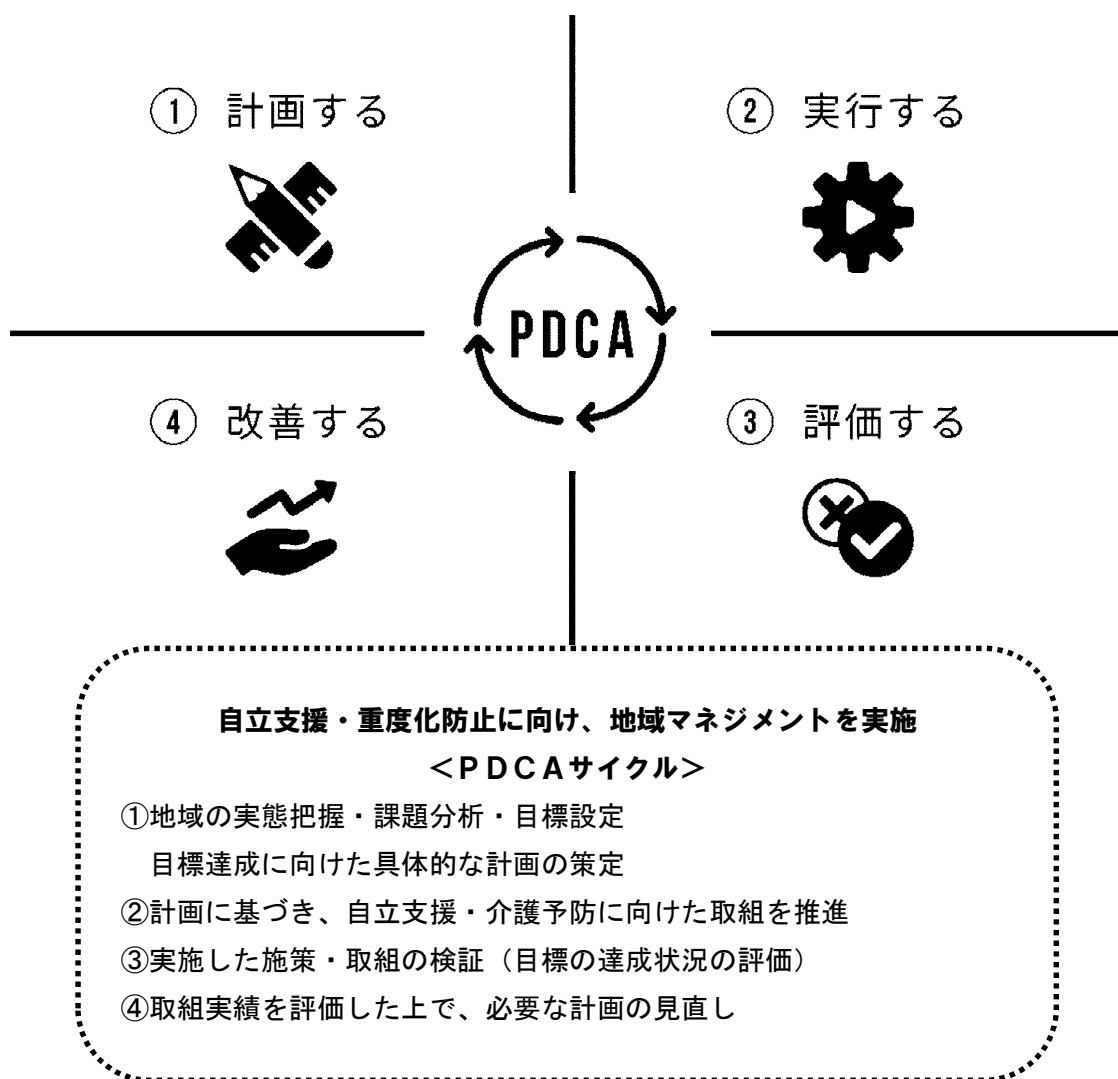 ① 計画する
② 実行する
PDCA
④ 改善する
③ 評価する
自立支援・重度化防止に向け、地域マネジメントを実施
＜ＰＤＣＡサイクル＞
①地域の実態把握・課題分析・目標設定
目標達成に向けた具体的な計画の策定
②計画に基づき、自立支援・介護予防に向けた取組を推進
③実施した施策・取組の検証（目標の達成状況の評価）
④取組実績を評価した上で、必要な計画の見直し